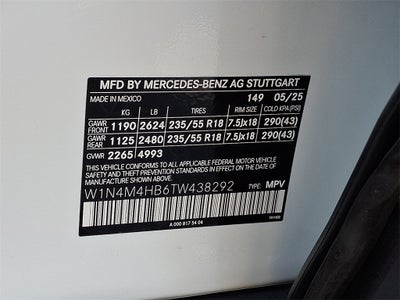 MFD BY MERCEDES-BENZ AG STUTTGART
MADE IN MEXICO 149 05/25
KG LB TIRES RIM SIZE COLD KPA (PSI)
GAWR FRONT 1190 2624 235/55 R18 7.5Jx18 290(43)
GAWR REAR 1125 2480 235/55 R18 7.5Jx18 290(43)
GVWR 2265 4993
THIS VEHICLE CONFORMS TO ALL APPLICABLE FEDERAL MOTOR VEHICLE
SAFETY AND THEFT PREVENTION STANDARDS IN EFFECT ON THE DATE OF
MANUFACTURE SHOWN ABOVE.
W1N4M4HB6TW438292 TYPE: MPV
A 000 817 54 04